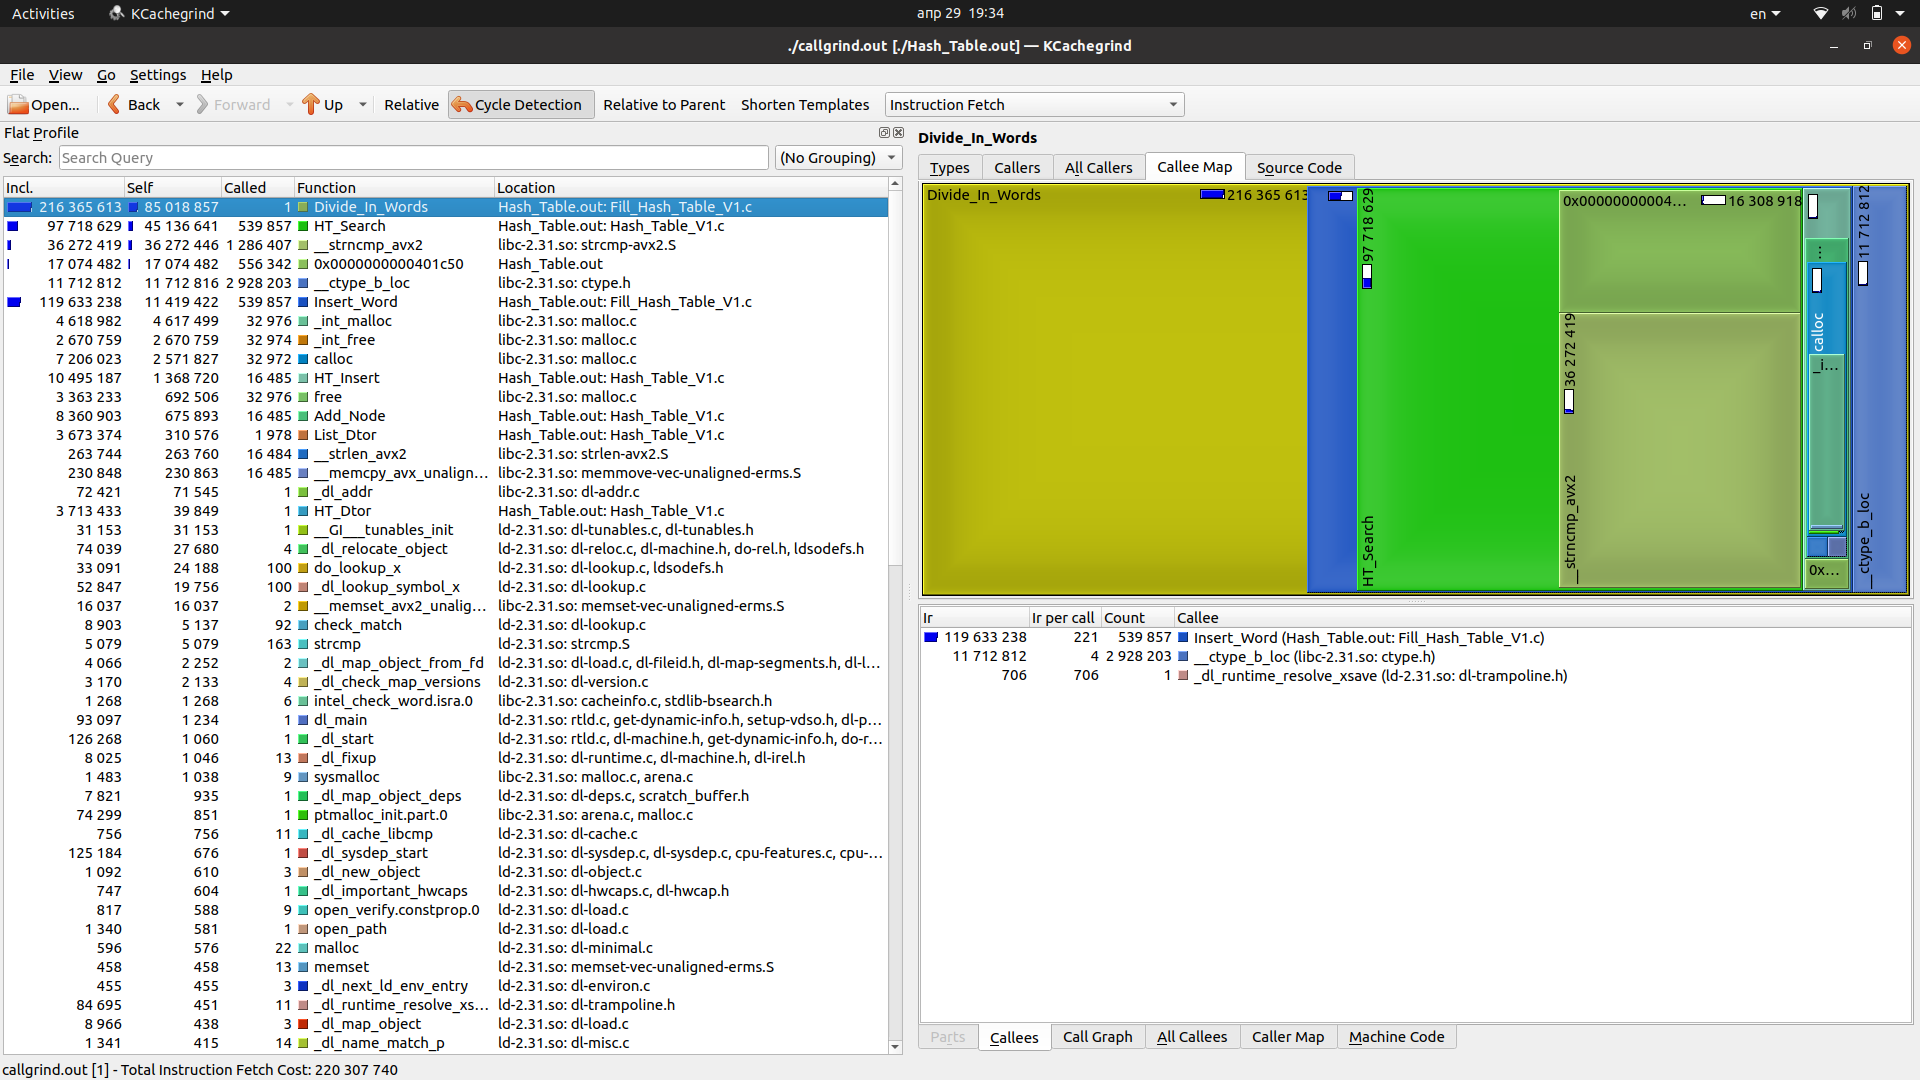 Activities KCachegrind апр 29 19:34 en
./callgrind.out [./Hash_Table.out] — KCachegrind
File View Go Settings Help
Open... Back Forward Up Relative Cycle Detection Relative to Parent Shorten Templates Instruction Fetch
Flat Profile
Search: Search Query (No Grouping)
Incl. Self Called Function Location
216 365 613 85 018 857 1 Divide_In_Words Hash_Table.out: Fill_Hash_Table_V1.c
97 718 629 45 136 641 539 857 HT_Search Hash_Table.out: Hash_Table_V1.c
36 272 419 36 272 446 1 286 407 __strncmp_avx2 libc-2.31.so: strcmp-avx2.S
17 074 482 17 074 482 556 342 0x0000000000401c50 Hash_Table.out
11 712 812 11 712 816 2 928 203 __ctype_b_loc libc-2.31.so: ctype.h
119 633 238 11 419 422 539 857 Insert_Word Hash_Table.out: Fill_Hash_Table_V1.c
4 618 982 4 617 499 32 976 _int_malloc libc-2.31.so: malloc.c
2 670 759 2 670 759 32 974 _int_free libc-2.31.so: malloc.c
7 206 023 2 571 827 32 972 calloc libc-2.31.so: malloc.c
10 495 187 1 368 720 16 485 HT_Insert Hash_Table.out: Hash_Table_V1.c
3 363 233 692 506 32 976 free libc-2.31.so: malloc.c
8 360 903 675 893 16 485 Add_Node Hash_Table.out: Hash_Table_V1.c
3 673 374 310 576 1 978 List_Dtor Hash_Table.out: Hash_Table_V1.c
263 744 263 760 16 484 __strlen_avx2 libc-2.31.so: strlen-avx2.S
230 848 230 863 16 485 __memcpy_avx_unalign... libc-2.31.so: memmove-vec-unaligned-erms.S
72 421 71 545 1 _dl_addr libc-2.31.so: dl-addr.c
3 713 433 39 849 1 HT_Dtor Hash_Table.out: Hash_Table_V1.c
31 153 31 153 1 __GI___tunables_init ld-2.31.so: dl-tunables.c, dl-tunables.h
74 039 27 680 4 _dl_relocate_object ld-2.31.so: dl-reloc.c, dl-machine.h, do-rel.h, ldsodefs.h
33 091 24 188 100 do_lookup_x ld-2.31.so: dl-lookup.c, ldsodefs.h
52 847 19 756 100 _dl_lookup_symbol_x ld-2.31.so: dl-lookup.c
16 037 16 037 2 __memset_avx2_unalig... libc-2.31.so: memset-vec-unaligned-erms.S
8 903 5 137 92 check_match ld-2.31.so: dl-lookup.c
5 079 5 079 163 strcmp ld-2.31.so: strcmp.S
4 066 2 252 2 _dl_map_object_from_fd ld-2.31.so: dl-load.c, dl-fileid.h, dl-map-segments.h, dl-l...
3 170 2 133 4 _dl_check_map_versions ld-2.31.so: dl-version.c
1 268 1 268 6 intel_check_word.isra.0 libc-2.31.so: cacheinfo.c, stdlib-bsearch.h
93 097 1 234 1 dl_main ld-2.31.so: rtld.c, get-dynamic-info.h, setup-vdso.h, dl-p...
126 268 1 060 1 _dl_start ld-2.31.so: rtld.c, dl-machine.h, get-dynamic-info.h, do-r...
8 025 1 046 13 _dl_fixup ld-2.31.so: dl-runtime.c, dl-machine.h, dl-irel.h
1 483 1 038 9 sysmalloc libc-2.31.so: malloc.c, arena.c
7 821 935 1 _dl_map_object_deps ld-2.31.so: dl-deps.c, scratch_buffer.h
74 299 851 1 ptmalloc_init.part.0 libc-2.31.so: arena.c, malloc.c
756 756 11 _dl_cache_libcmp ld-2.31.so: dl-cache.c
125 184 676 1 _dl_sysdep_start ld-2.31.so: dl-sysdep.c, dl-sysdep.c, cpu-features.c, cpu-...
1 092 610 3 _dl_new_object ld-2.31.so: dl-object.c
747 604 1 _dl_important_hwcaps ld-2.31.so: dl-hwcaps.c, dl-hwcap.h
817 588 9 open_verify.constprop.0 ld-2.31.so: dl-load.c
1 340 581 1 open_path ld-2.31.so: dl-load.c
596 576 22 malloc ld-2.31.so: dl-minimal.c
458 458 13 memset ld-2.31.so: memset-vec-unaligned-erms.S
455 455 3 _dl_next_ld_env_entry ld-2.31.so: dl-environ.c
84 695 451 11 _dl_runtime_resolve_xs... ld-2.31.so: dl-trampoline.h
8 966 438 3 _dl_map_object ld-2.31.so: dl-load.c
1 341 415 14 _dl_name_match_p ld-2.31.so: dl-misc.c
callgrind.out [1] - Total Instruction Fetch Cost: 220 307 740
Divide_In_Words
Types Callers All Callers Callee Map Source Code
Divide_In_Words 216 365 613
HT_Search 97 718 629
0x00000000004... 16 308 918
__strncmp_avx2 36 272 419
...
calloc
_i...
0x...
__ctype_b_loc 11 712 812
Ir Ir per call Count Callee
119 633 238 221 539 857 Insert_Word (Hash_Table.out: Fill_Hash_Table_V1.c)
11 712 812 4 2 928 203 __ctype_b_loc (libc-2.31.so: ctype.h)
706 706 1 _dl_runtime_resolve_xsave (ld-2.31.so: dl-trampoline.h)
Parts Callees Call Graph All Callees Caller Map Machine Code